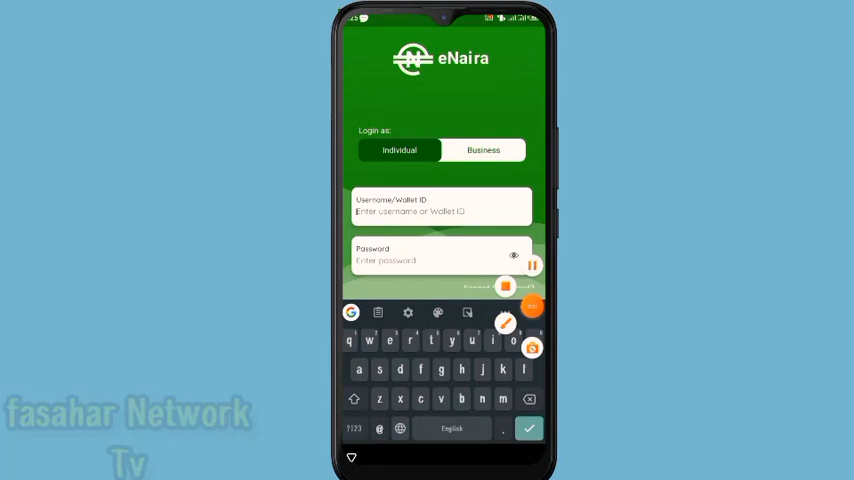 eNaira
Login as:
Individual Business
Username/Wallet ID
Enter username or Wallet ID
Password
Enter password
q w e r t y u i o p
a s d f g h j k l
z x c v b n m
?123 @ English .
fasahar Network
Tv